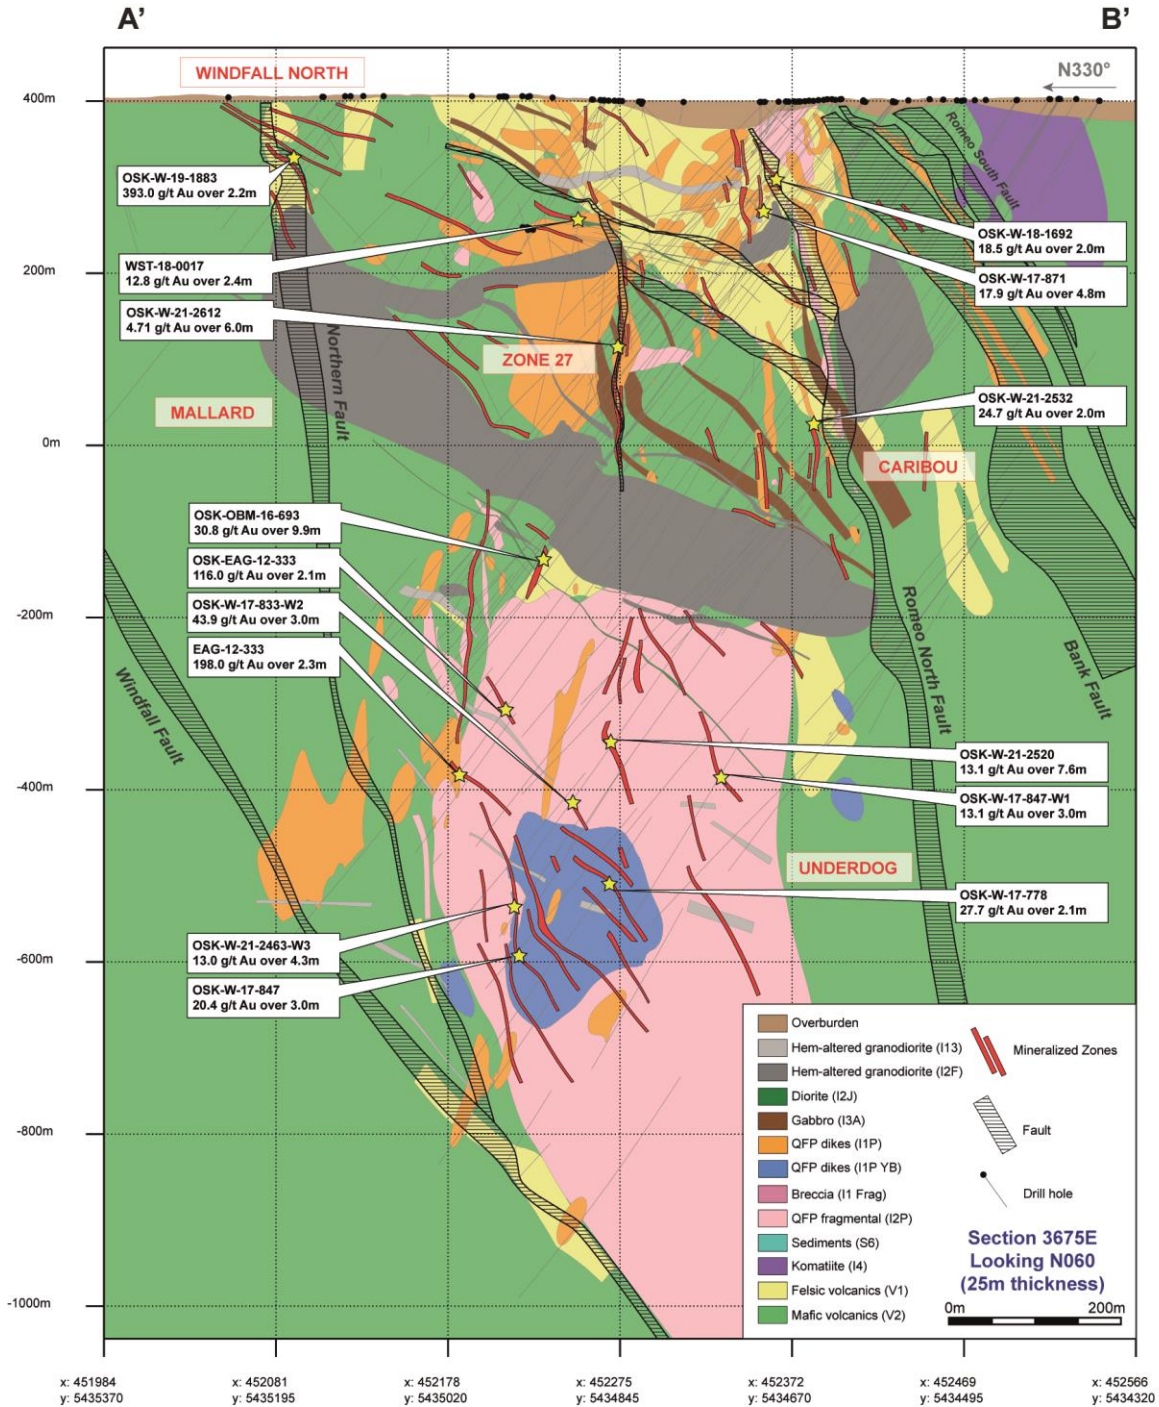 A’
B’
WINDFALL NORTH
N330°
400m
200m
0m
-200m
-400m
-600m
-800m
-1000m
OSK-W-19-1883
393.0 g/t Au over 2.2m
WST-18-0017
12.8 g/t Au over 2.4m
OSK-W-21-2612
4.71 g/t Au over 6.0m
Romeo South Fault
OSK-W-18-1692
18.5 g/t Au over 2.0m
OSK-W-17-871
17.9 g/t Au over 4.8m
ZONE 27
Northern Fault
MALLARD
OSK-W-21-2532
24.7 g/t Au over 2.0m
CARIBOU
OSK-OBM-16-693
30.8 g/t Au over 9.9m
OSK-EAG-12-333
116.0 g/t Au over 2.1m
OSK-W-17-833-W2
43.9 g/t Au over 3.0m
EAG-12-333
198.0 g/t Au over 2.3m
Windfall Fault
Romeo North Fault
Bank Fault
OSK-W-21-2520
13.1 g/t Au over 7.6m
OSK-W-17-847-W1
13.1 g/t Au over 3.0m
UNDERDOG
OSK-W-17-778
27.7 g/t Au over 2.1m
OSK-W-21-2463-W3
13.0 g/t Au over 4.3m
OSK-W-17-847
20.4 g/t Au over 3.0m
Overburden
Hem-altered granodiorite (I13)
Hem-altered granodiorite (I2F)
Diorite (I2J)
Gabbro (I3A)
QFP dikes (I1P)
QFP dikes (I1P YB)
Breccia (I1 Frag)
QFP fragmental (I2P)
Sediments (S6)
Komatiite (I4)
Felsic volcanics (V1)
Mafic volcanics (V2)
Mineralized Zones
Fault
Drill hole
Section 3675E
Looking N060
(25m thickness)
0m 200m
x: 451984
y: 5435370
x: 452081
y: 5435195
x: 452178
y: 5435020
x: 452275
y: 5434845
x: 452372
y: 5434670
x: 452469
y: 5434495
x: 452566
y: 5434320